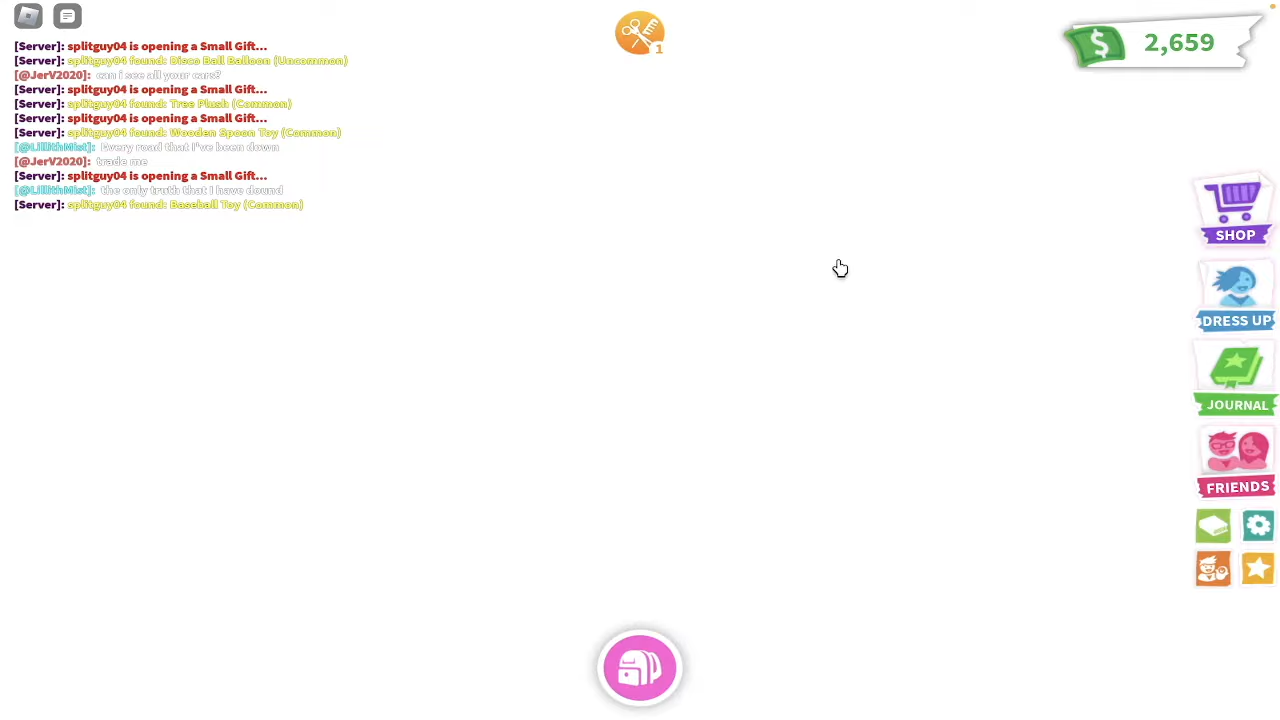 [Server]: splitguy04 is opening a Small Gift...
[Server]: splitguy04 found: Disco Ball Balloon (Uncommon)
[@JerV2020]: can i see all your cars?
[Server]: splitguy04 is opening a Small Gift...
[Server]: splitguy04 found: Tree Plush (Common)
[Server]: splitguy04 is opening a Small Gift...
[Server]: splitguy04 found: Wooden Spoon Toy (Common)
[@LillithMist]: Every road that I've been down
[@JerV2020]: trade me
[Server]: splitguy04 is opening a Small Gift...
[@LillithMist]: the only truth that I have dound
[Server]: splitguy04 found: Baseball Toy (Common)
1
2,659
SHOP
DRESS UP
JOURNAL
FRIENDS